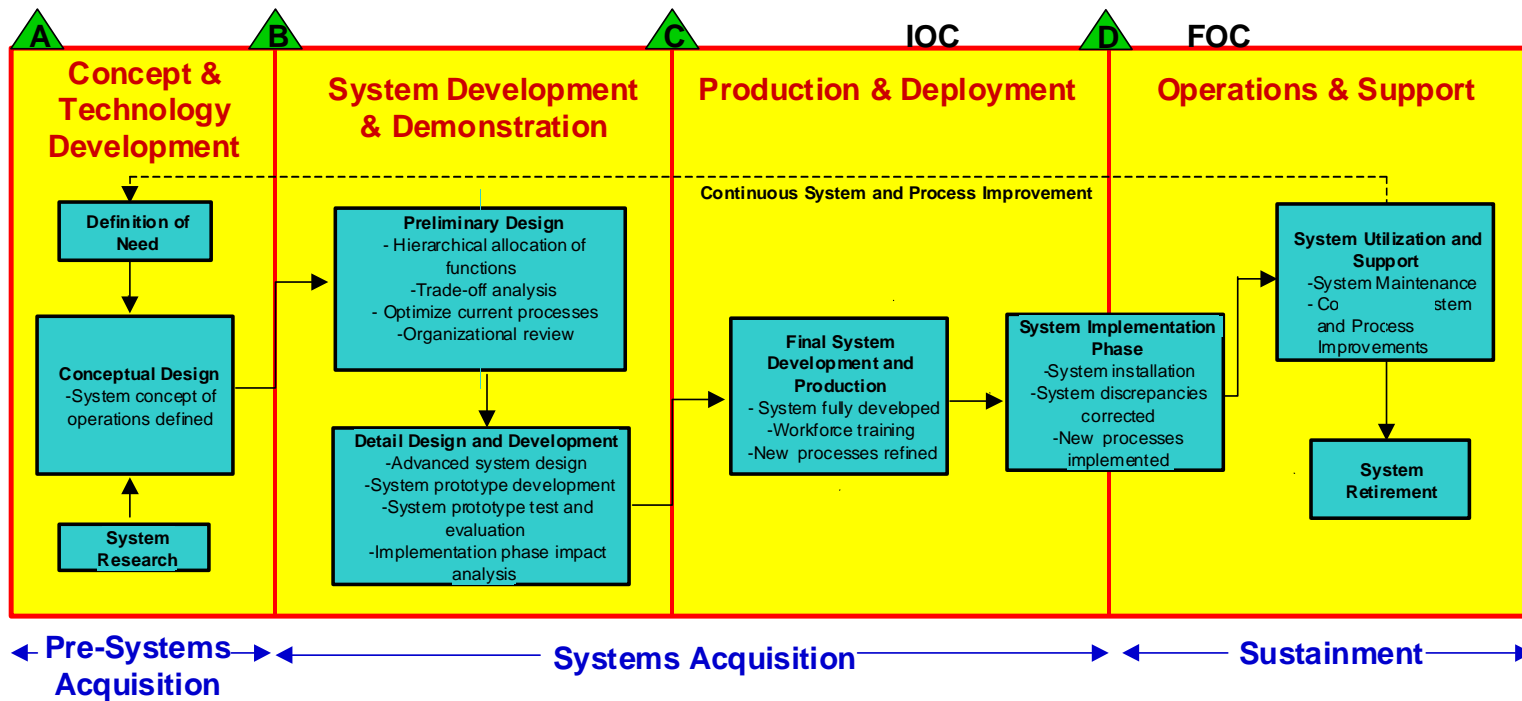 A
B
C
IOC
D
FOC
Concept &
Technology
Development
System Development
& Demonstration
Production & Deployment
Operations & Support
Continuous System and Process Improvement
Definition of
Need
Conceptual Design
-System concept of
operations defined
System
Research
Preliminary Design
- Hierarchical allocation of
functions
-Trade-off analysis
- Optimize current processes
-Organizational review
Detail Design and Development
-Advanced system design
-System prototype development
-System prototype test and
evaluation
-Implementation phase impact
analysis
Final System
Development and
Production
- System fully developed
-Workforce training
-New processes refined
System Implementation
Phase
-System installation
-System discrepancies
corrected
-New processes
implemented
System Utilization and
Support
-System Maintenance
- Co stem
and Process
Improvements
System
Retirement
Pre-Systems
Acquisition
Systems Acquisition
Sustainment